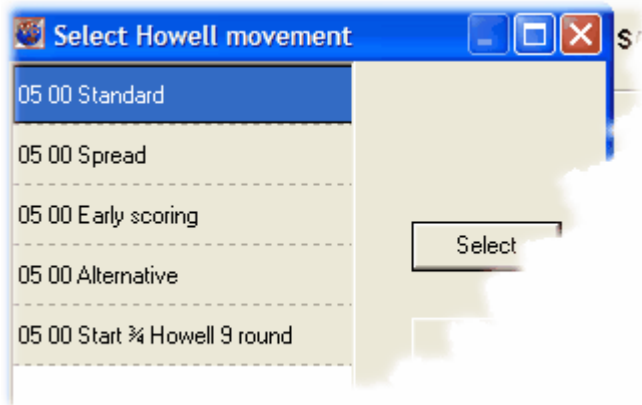 Select Howell movement
05 00 Standard
05 00 Spread
05 00 Early scoring
05 00 Alternative
05 00 Start ¾ Howell 9 round
Select